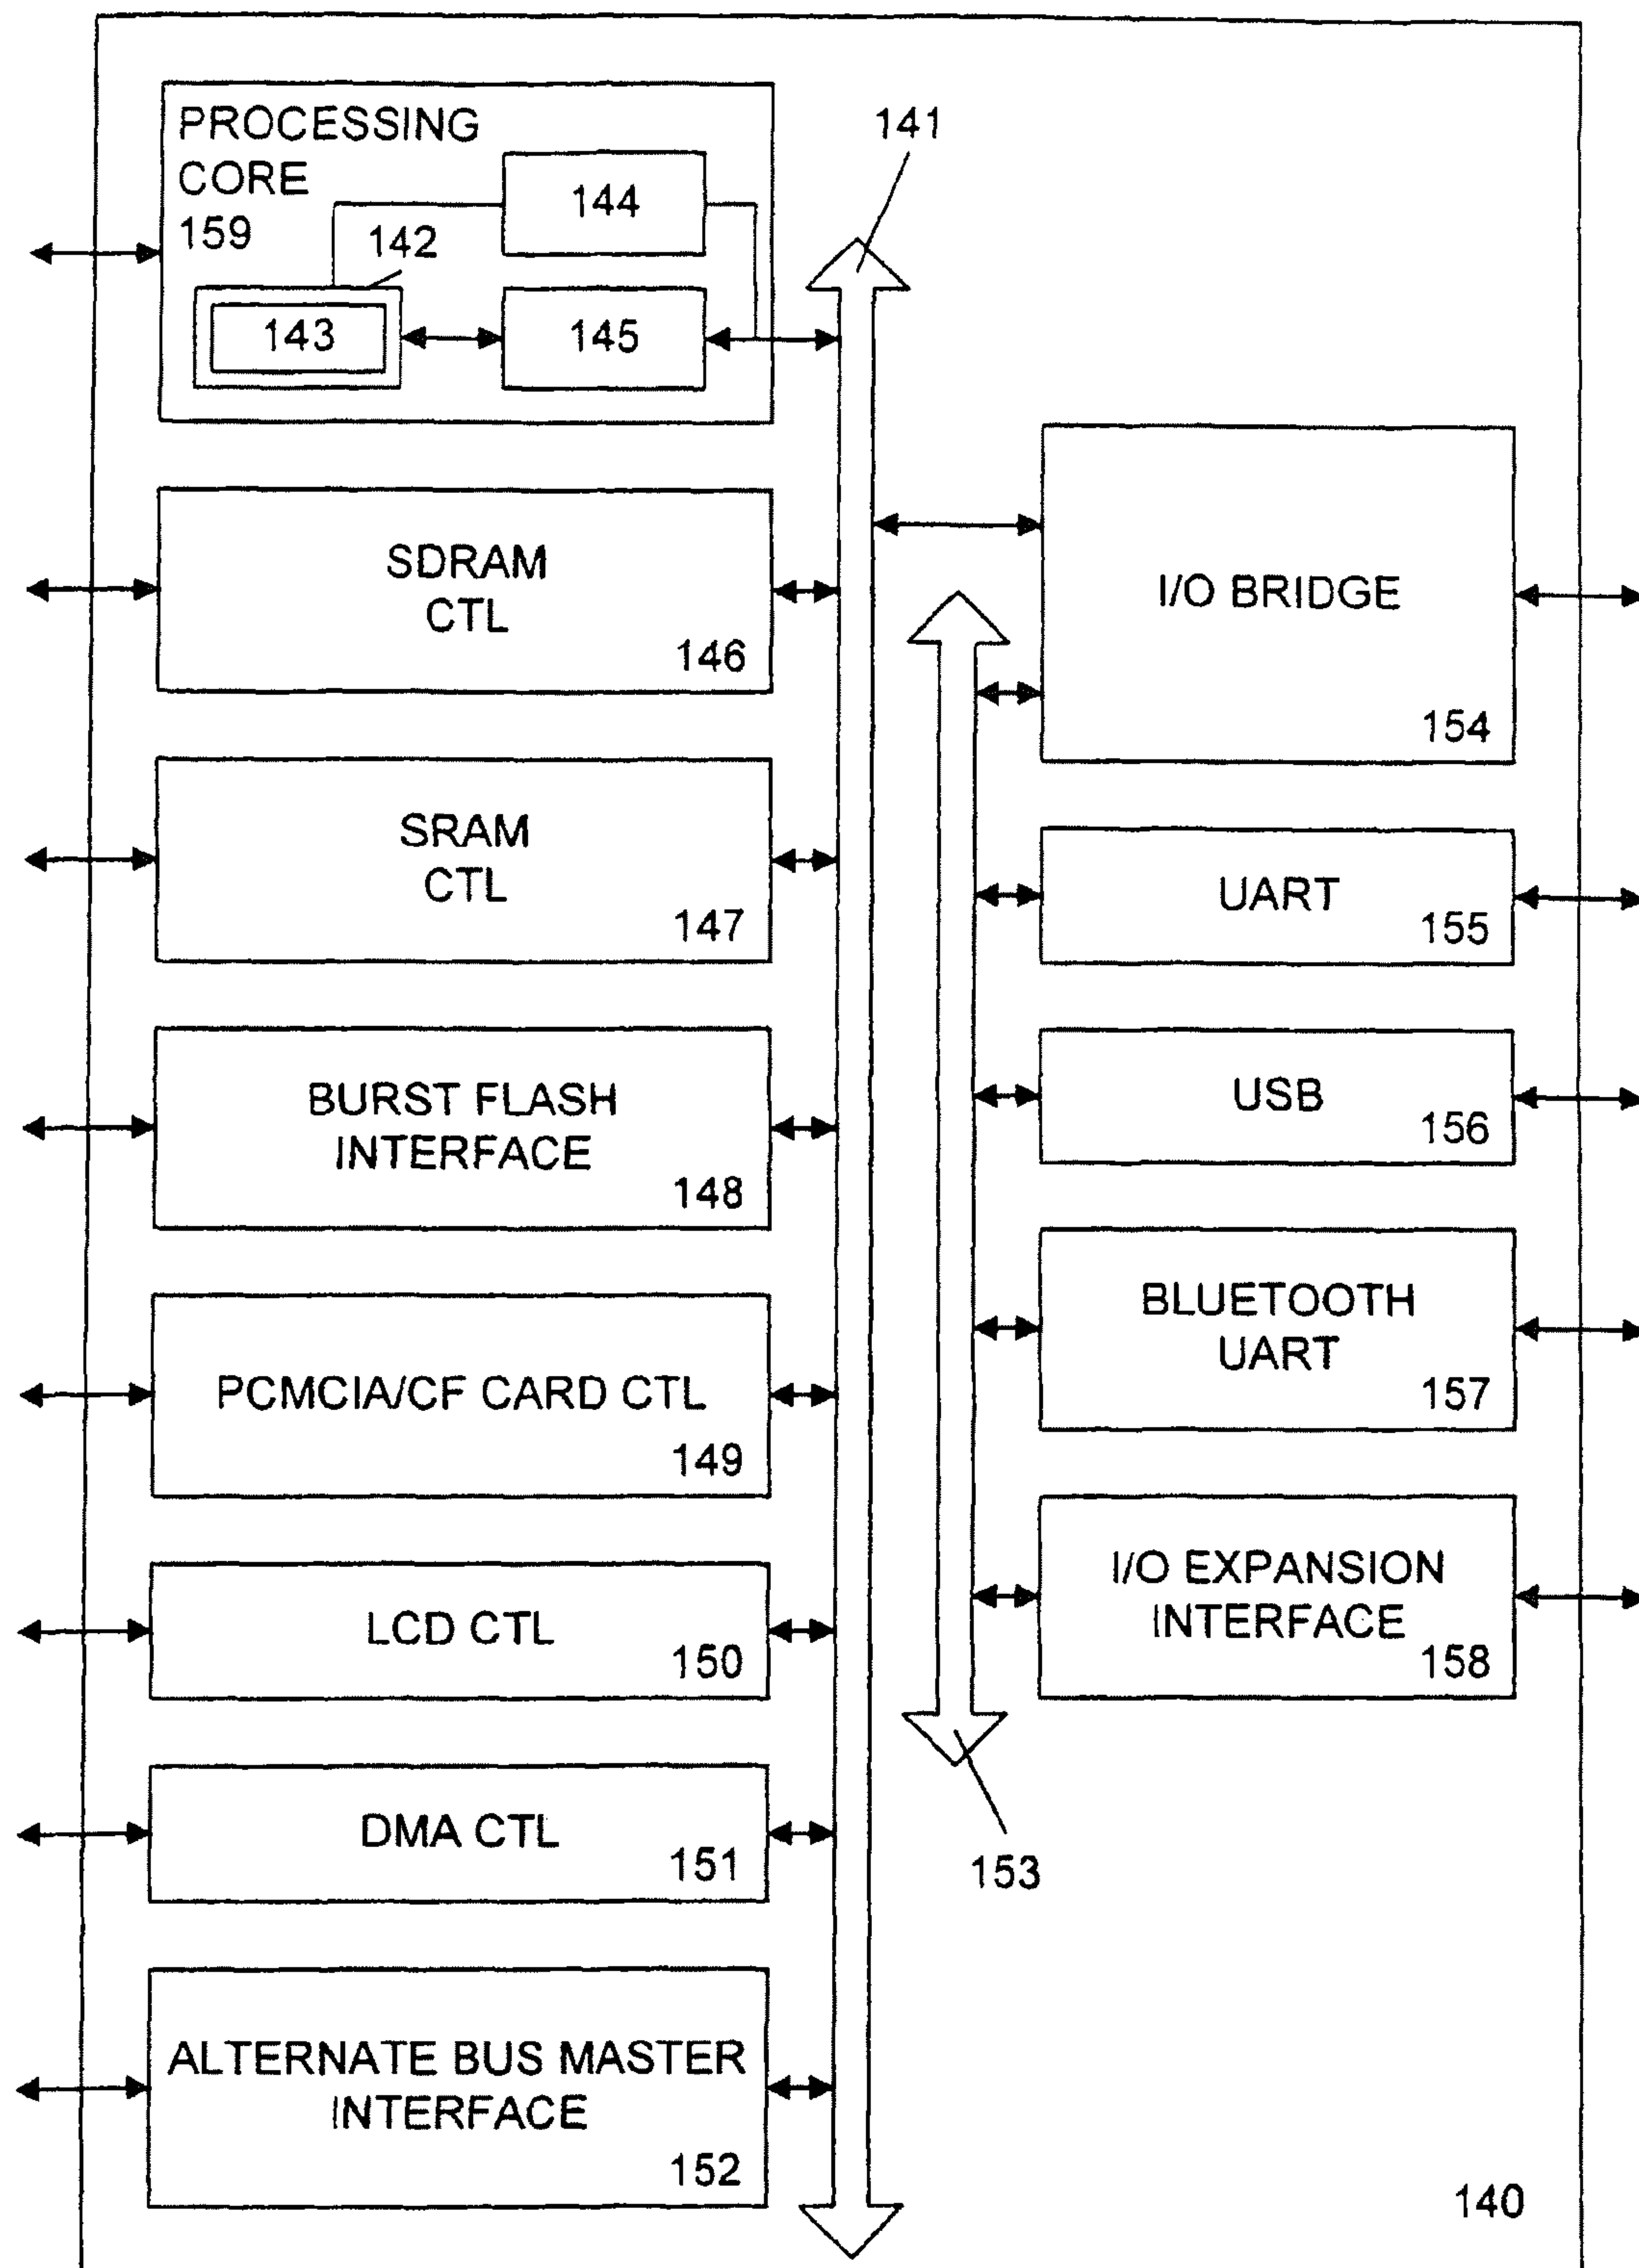 PROCESSING
CORE
159
142
144
143
145
141
SDRAM
CTL
146
SRAM
CTL
147
BURST FLASH
INTERFACE
148
PCMCIA/CF CARD CTL
149
LCD CTL
150
DMA CTL
151
ALTERNATE BUS MASTER
INTERFACE
152
I/O BRIDGE
154
UART
155
USB
156
BLUETOOTH
UART
157
I/O EXPANSION
INTERFACE
158
153
140